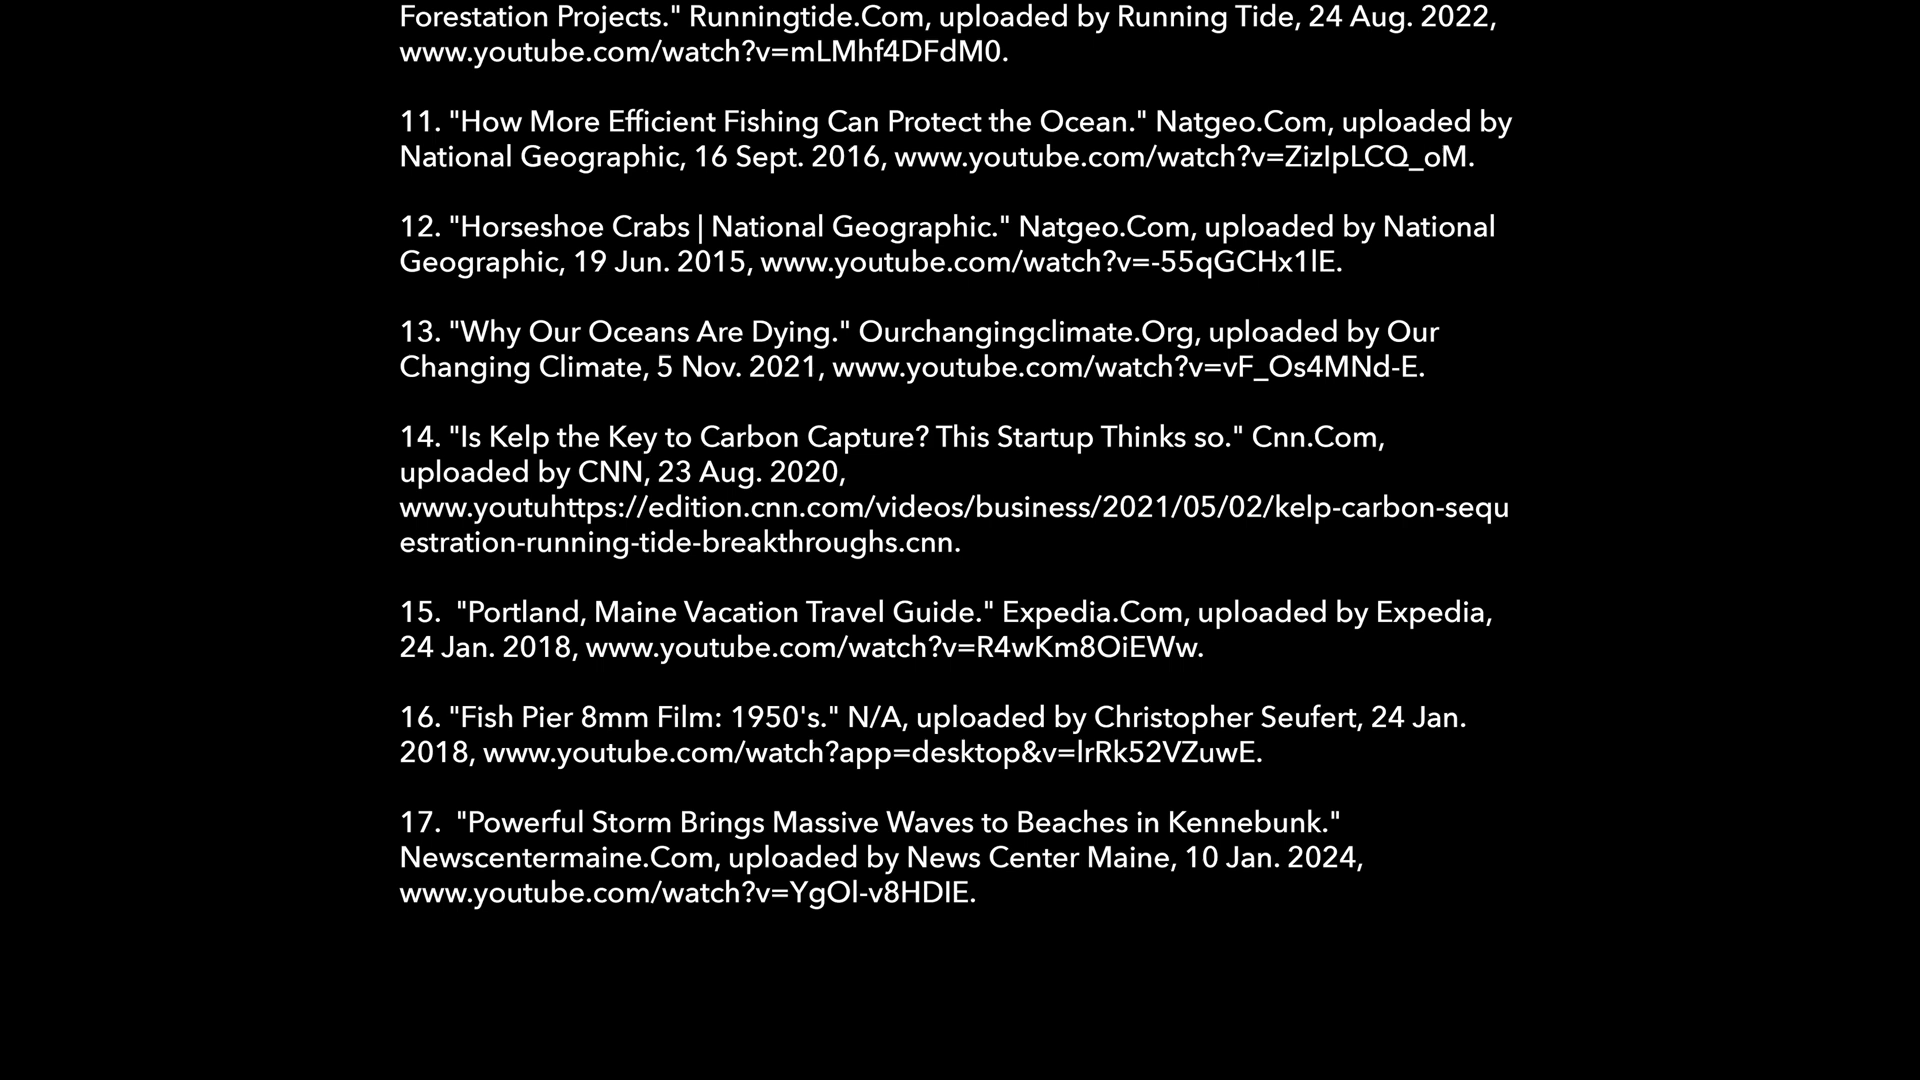 Forestation Projects." Runningtide.Com, uploaded by Running Tide, 24 Aug. 2022,
www.youtube.com/watch?v=mLMhf4DFdM0.
11. "How More Efficient Fishing Can Protect the Ocean." Natgeo.Com, uploaded by
National Geographic, 16 Sept. 2016, www.youtube.com/watch?v=ZizIpLCQ_oM.
12. "Horseshoe Crabs | National Geographic." Natgeo.Com, uploaded by National
Geographic, 19 Jun. 2015, www.youtube.com/watch?v=-55qGCHx1lE.
13. "Why Our Oceans Are Dying." Ourchangingclimate.Org, uploaded by Our
Changing Climate, 5 Nov. 2021, www.youtube.com/watch?v=vF_Os4MNd-E.
14. "Is Kelp the Key to Carbon Capture? This Startup Thinks so." Cnn.Com,
uploaded by CNN, 23 Aug. 2020,
www.youtuhttps://edition.cnn.com/videos/business/2021/05/02/kelp-carbon-sequ
estration-running-tide-breakthroughs.cnn.
15.  "Portland, Maine Vacation Travel Guide." Expedia.Com, uploaded by Expedia,
24 Jan. 2018, www.youtube.com/watch?v=R4wKm8OiEWw.
16. "Fish Pier 8mm Film: 1950's." N/A, uploaded by Christopher Seufert, 24 Jan.
2018, www.youtube.com/watch?app=desktop&v=lrRk52VZuwE.
17.  "Powerful Storm Brings Massive Waves to Beaches in Kennebunk."
Newscentermaine.Com, uploaded by News Center Maine, 10 Jan. 2024,
www.youtube.com/watch?v=YgOl-v8HDIE.